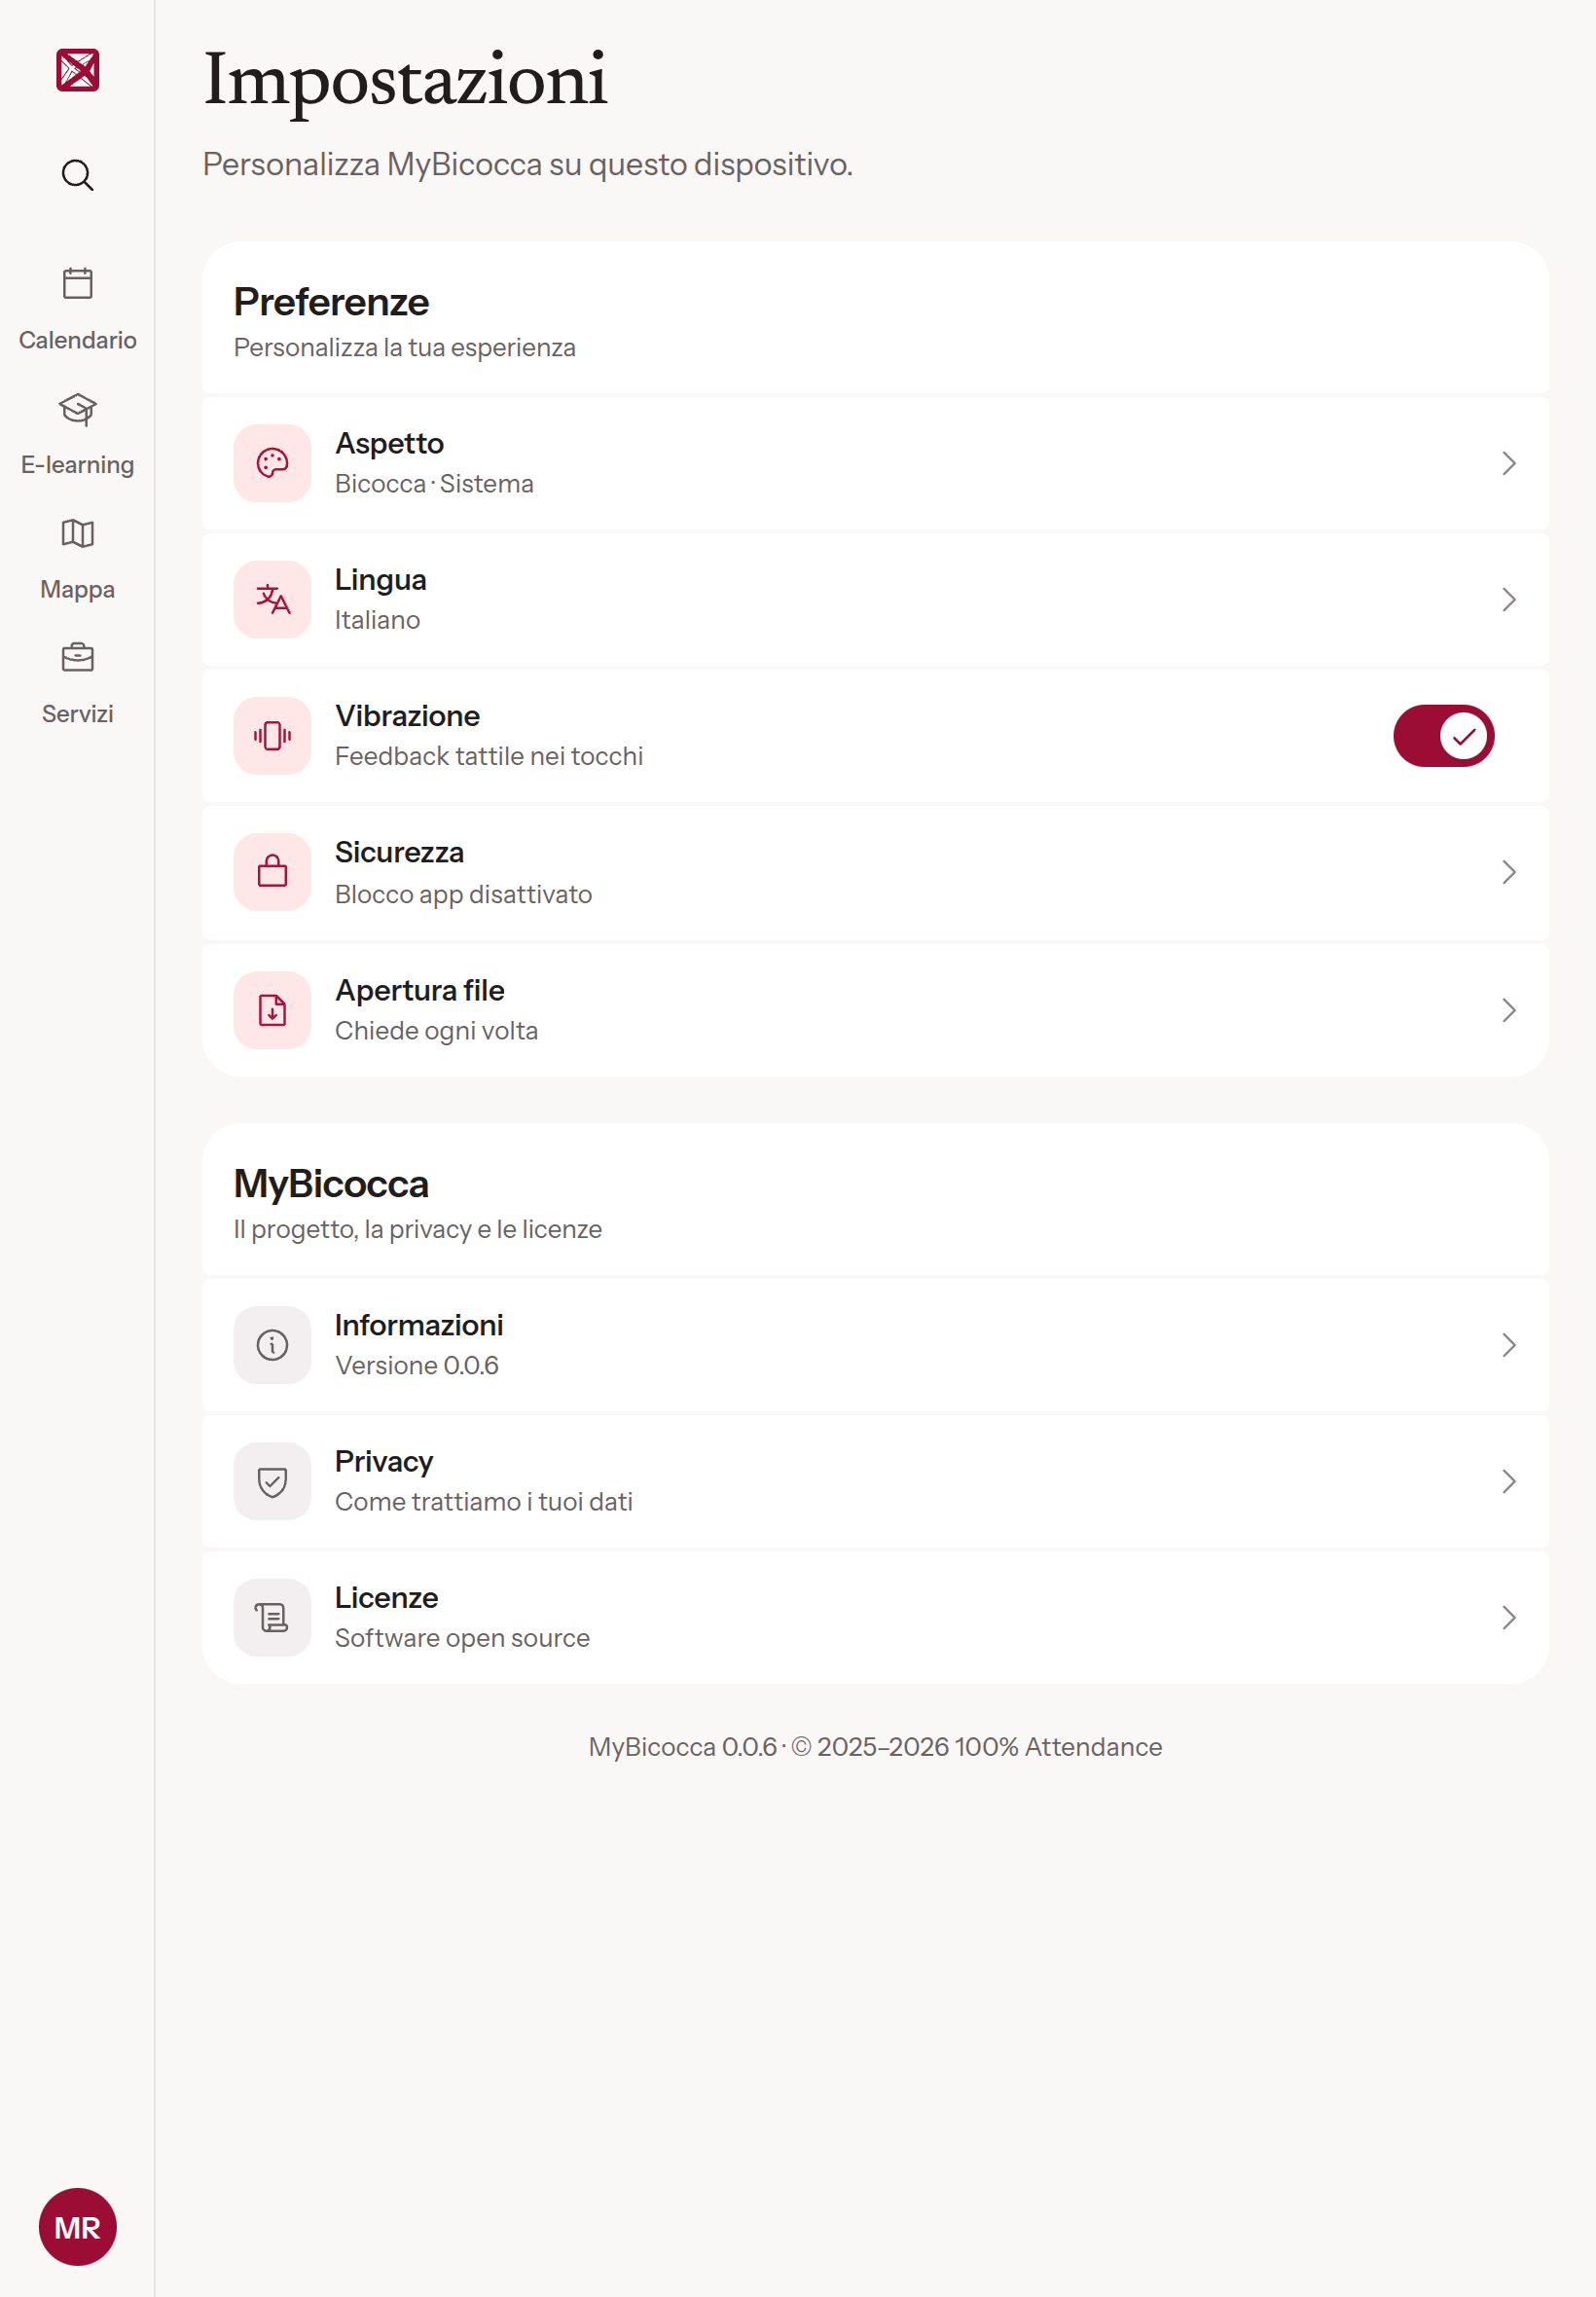 Impostazioni
Personalizza MyBicocca su questo dispositivo.
Calendario
E-learning
Mappa
Servizi
MR
Preferenze
Personalizza la tua esperienza
Aspetto
Bicocca · Sistema
Lingua
Italiano
Vibrazione
Feedback tattile nei tocchi
Sicurezza
Blocco app disattivato
Apertura file
Chiede ogni volta
MyBicocca
Il progetto, la privacy e le licenze
Informazioni
Versione 0.0.6
Privacy
Come trattiamo i tuoi dati
Licenze
Software open source
MyBicocca 0.0.6 · © 2025–2026 100% Attendance